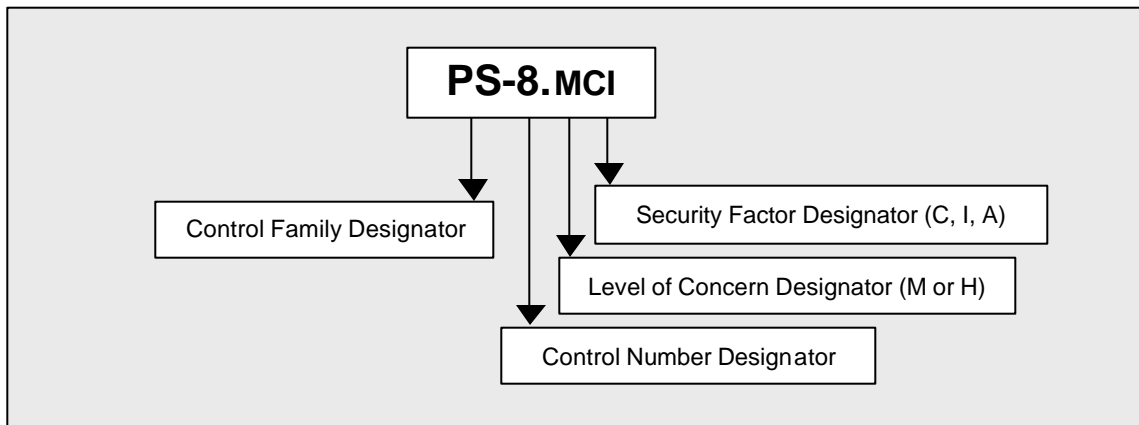 PS-8.MCI
Security Factor Designator (C, I, A)
Control Family Designator
Level of Concern Designator (M or H)
Control Number Designator